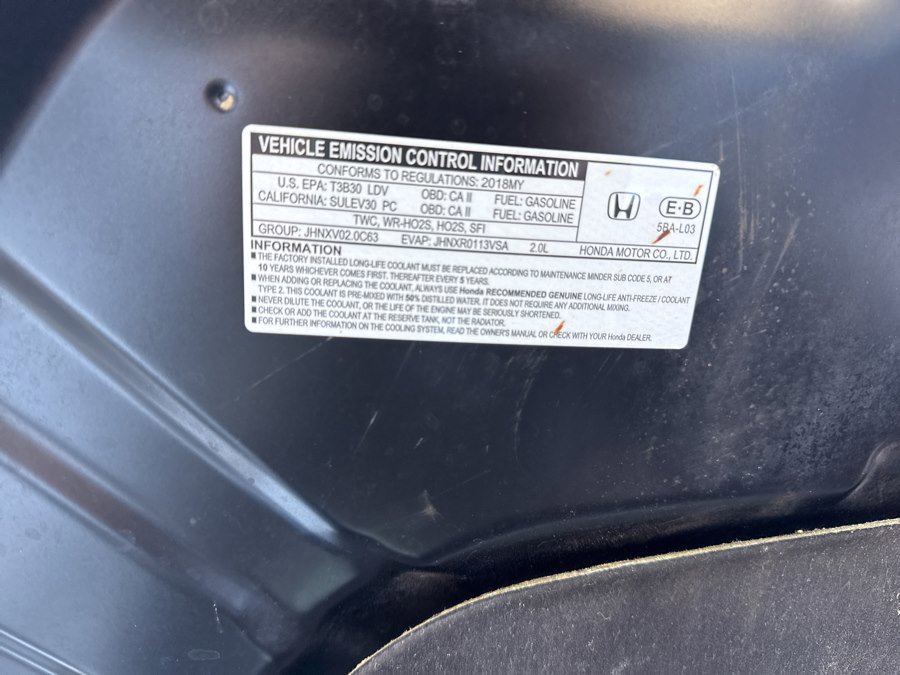 VEHICLE EMISSION CONTROL INFORMATION
CONFORMS TO REGULATIONS: 2018MY
U.S. EPA: T3B30 LDV OBD: CA II FUEL: GASOLINE
CALIFORNIA: SULEV30 PC OBD: CA II FUEL: GASOLINE
TWC, WR-HO2S, HO2S, SFI
GROUP: JHNXV02.0C63 EVAP: JHNXR0113VSA 2.0L
E-B
5BA-L03
HONDA MOTOR CO., LTD.
INFORMATION
■ THE FACTORY INSTALLED LONG-LIFE COOLANT MUST BE REPLACED ACCORDING TO MAINTENANCE MINDER SUB CODE 5, OR AT
10 YEARS WHICHEVER COMES FIRST. THEREAFTER EVERY 5 YEARS.
■ WHEN ADDING OR REPLACING THE COOLANT, ALWAYS USE Honda RECOMMENDED GENUINE LONG-LIFE ANTI-FREEZE / COOLANT
TYPE 2. THIS COOLANT IS PRE-MIXED WITH 50% DISTILLED WATER. IT DOES NOT REQUIRE ANY ADDITIONAL MIXING.
■ NEVER DILUTE THE COOLANT, OR THE LIFE OF THE ENGINE MAY BE SERIOUSLY SHORTENED.
■ CHECK OR ADD THE COOLANT AT THE RESERVE TANK, NOT THE RADIATOR.
■ FOR FURTHER INFORMATION ON THE COOLING SYSTEM, READ THE OWNER'S MANUAL OR CHECK WITH YOUR Honda DEALER.